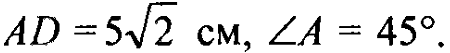 AD = 5√2 см, ∠A = 45°.